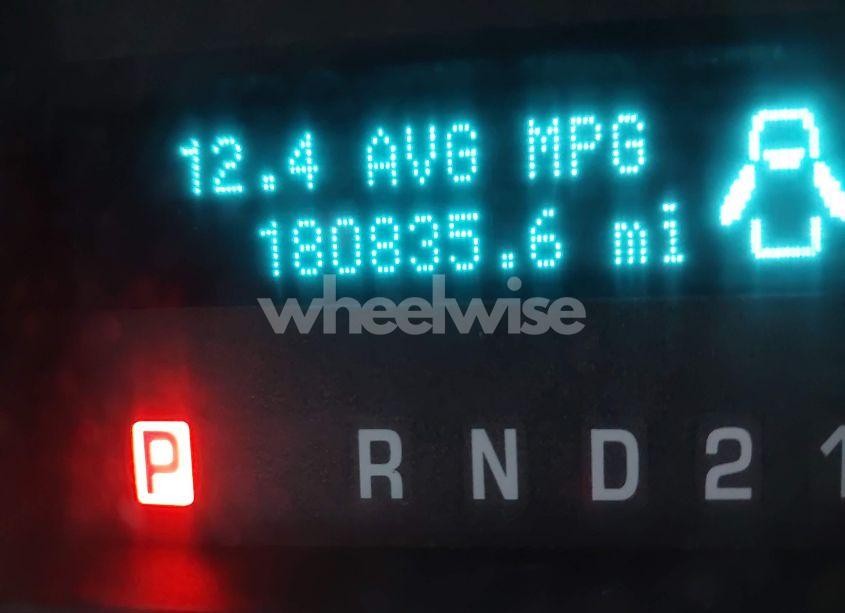 12.4 AVG MPG
180835.6 mi
wheelwise
P R N D 2 1